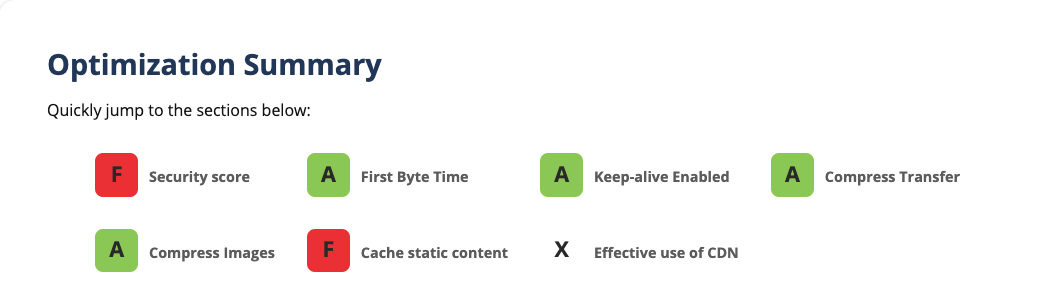 Optimization Summary
Quickly jump to the sections below:
F Security score A First Byte Time A Keep-alive Enabled A Compress Transfer
A Compress Images F Cache static content X Effective use of CDN